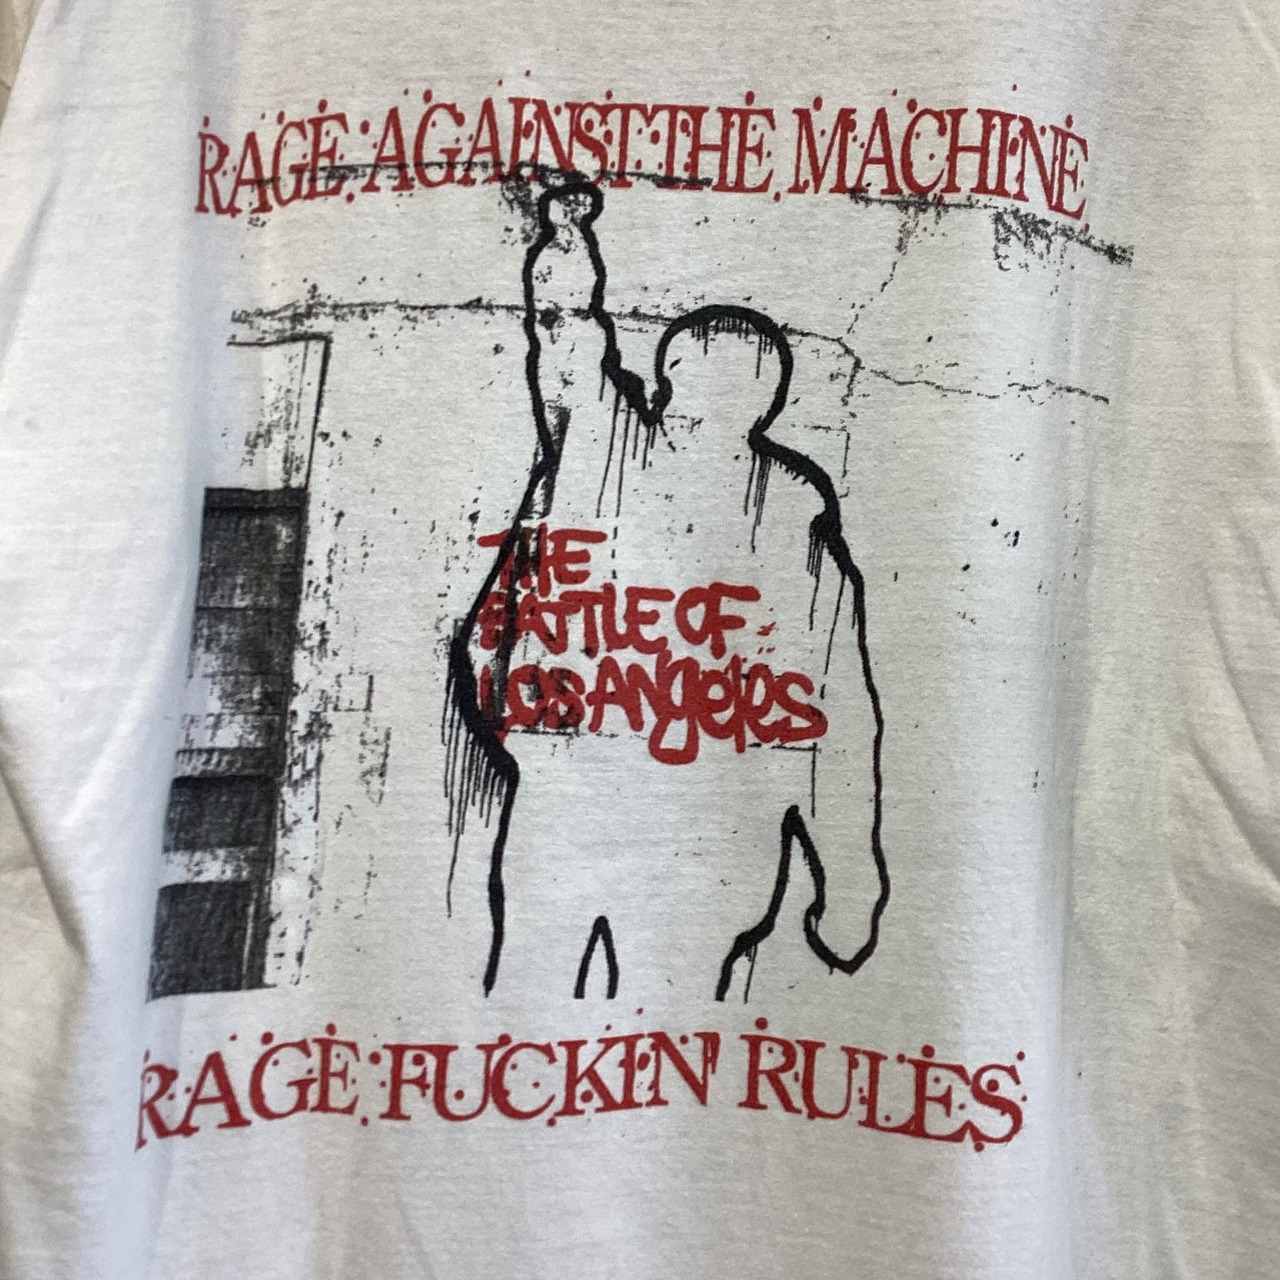 RAGE AGAINST THE MACHINE
THE
BATTLE OF
LOS ANGELES
RAGE FUCKIN' RULES